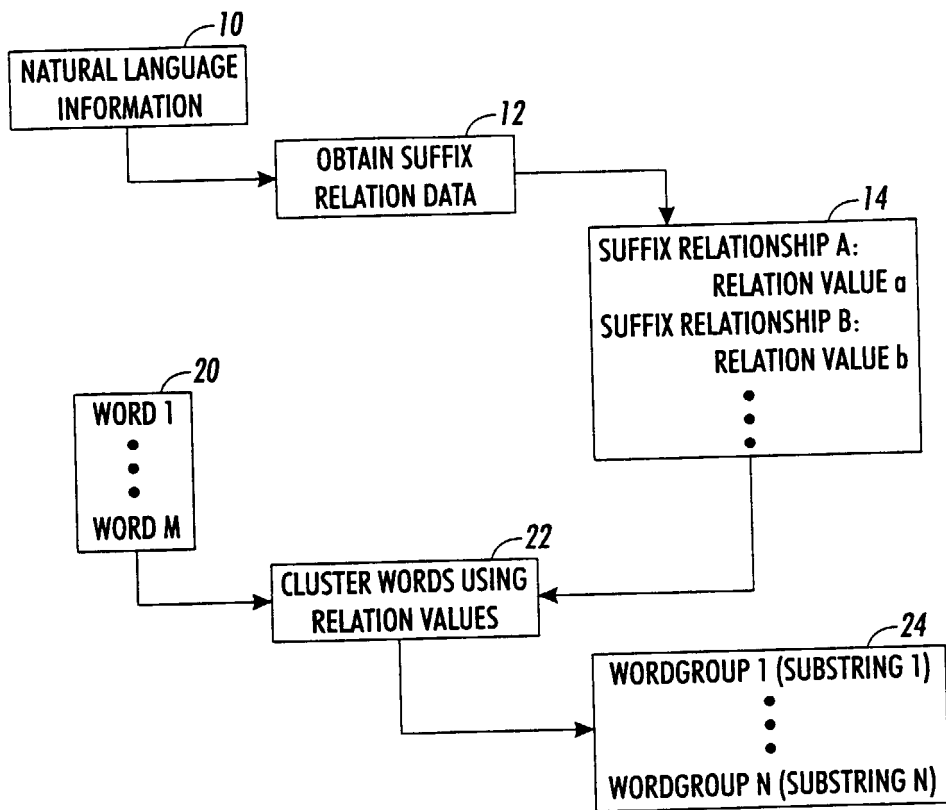 10
NATURAL LANGUAGE
INFORMATION
12
OBTAIN SUFFIX
RELATION DATA
14
SUFFIX RELATIONSHIP A:
RELATION VALUE a
SUFFIX RELATIONSHIP B:
RELATION VALUE b
20
WORD 1
WORD M
22
CLUSTER WORDS USING
RELATION VALUES
24
WORDGROUP 1 (SUBSTRING 1)
WORDGROUP N (SUBSTRING N)